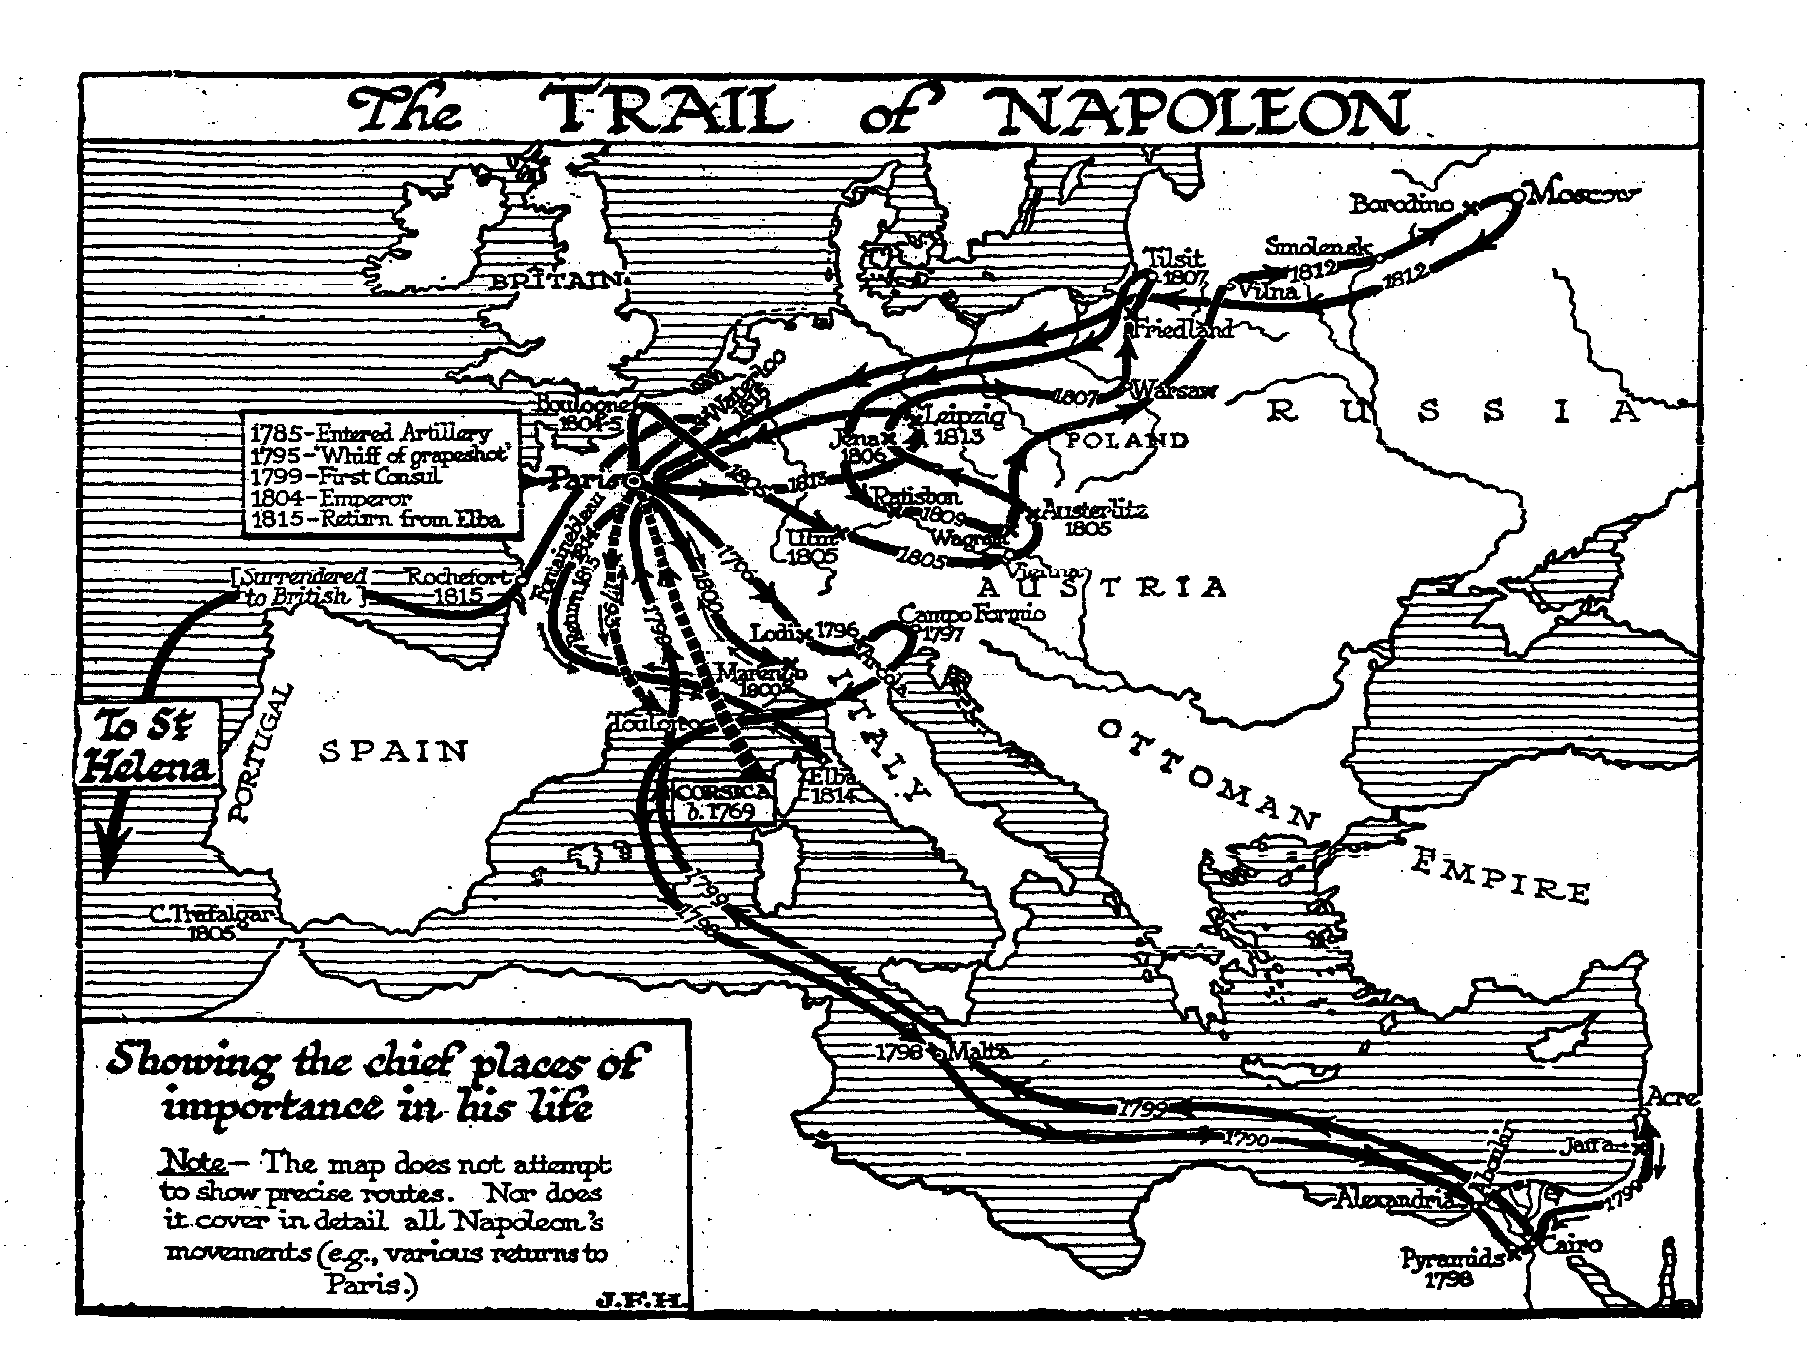 The TRAIL of NAPOLEON
Borodino
Moscow
Smolensk
1812
1812
Tilsit
1807
Vilna
BRITAIN
Friedland
Waterloo
1815
Warsaw
1807
RUSSIA
Boulogne
1804-5
Leipzig
1813
Jena
1806
POLAND
1785-Entered Artillery
1795-'Whiff of grapeshot'
1799-First Consul
1804-Emperor
1815-Return from Elba
Paris
1805
1813
Ratisbon
1809
Austerlitz
1805
Wagram
Ulm
1805
1805
Vienna
AUSTRIA
Fontainebleau
1814
Return 1815
1793
1799
1800
1796
[Surrendered
to British]
Rochefort
1815
Campo Formio
1797
Lodi
1796
Arcola
Marengo
1800
ITALY
Toulon
To St
Helena
PORTUGAL
SPAIN
OTTOMAN
EMPIRE
Elba
1814
CORSICA
b. 1769
1799
1798
C. Trafalgar
1805
1798
Malta
1799
1790
Acre
Jaffa
Aboukir
Alexandria
1799
Cairo
Pyramids
1798
Showing the chief places of
importance in his life
Note- The map does not attempt
to show precise routes. Nor does
it cover in detail all Napoleon's
movements (e.g., various returns to
Paris.)
J.F.H.